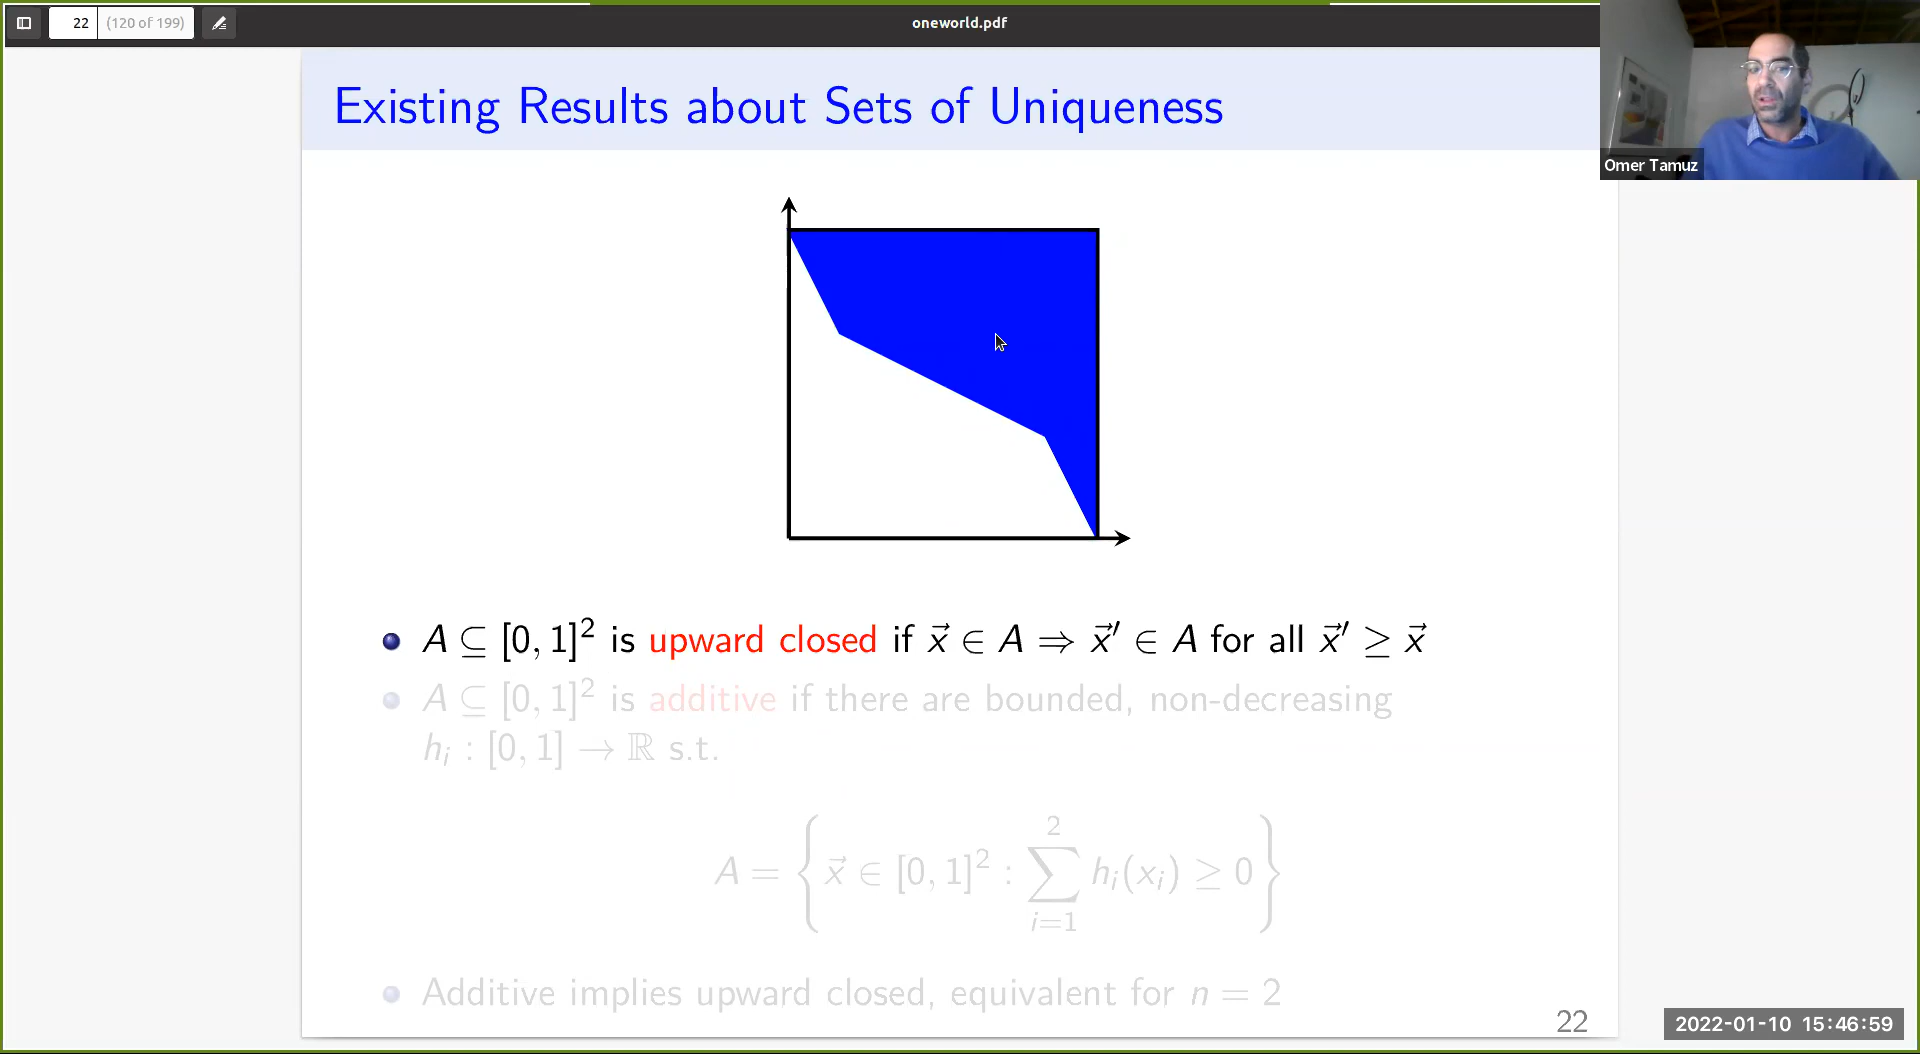 22 (120 of 199)
oneworld.pdf
Omer Tamuz
Existing Results about Sets of Uniqueness
A ⊆ [0, 1]² is upward closed if x⃗ ∈ A ⇒ x⃗′ ∈ A for all x⃗′ ≥ x⃗
A ⊆ [0, 1]² is additive if there are bounded, non-decreasing
hᵢ : [0, 1] → ℝ s.t.
A = { x⃗ ∈ [0, 1]² : ∑_{i=1}^{2} hᵢ(xᵢ) ≥ 0 }
Additive implies upward closed, equivalent for n = 2
22
2022-01-10 15:46:59